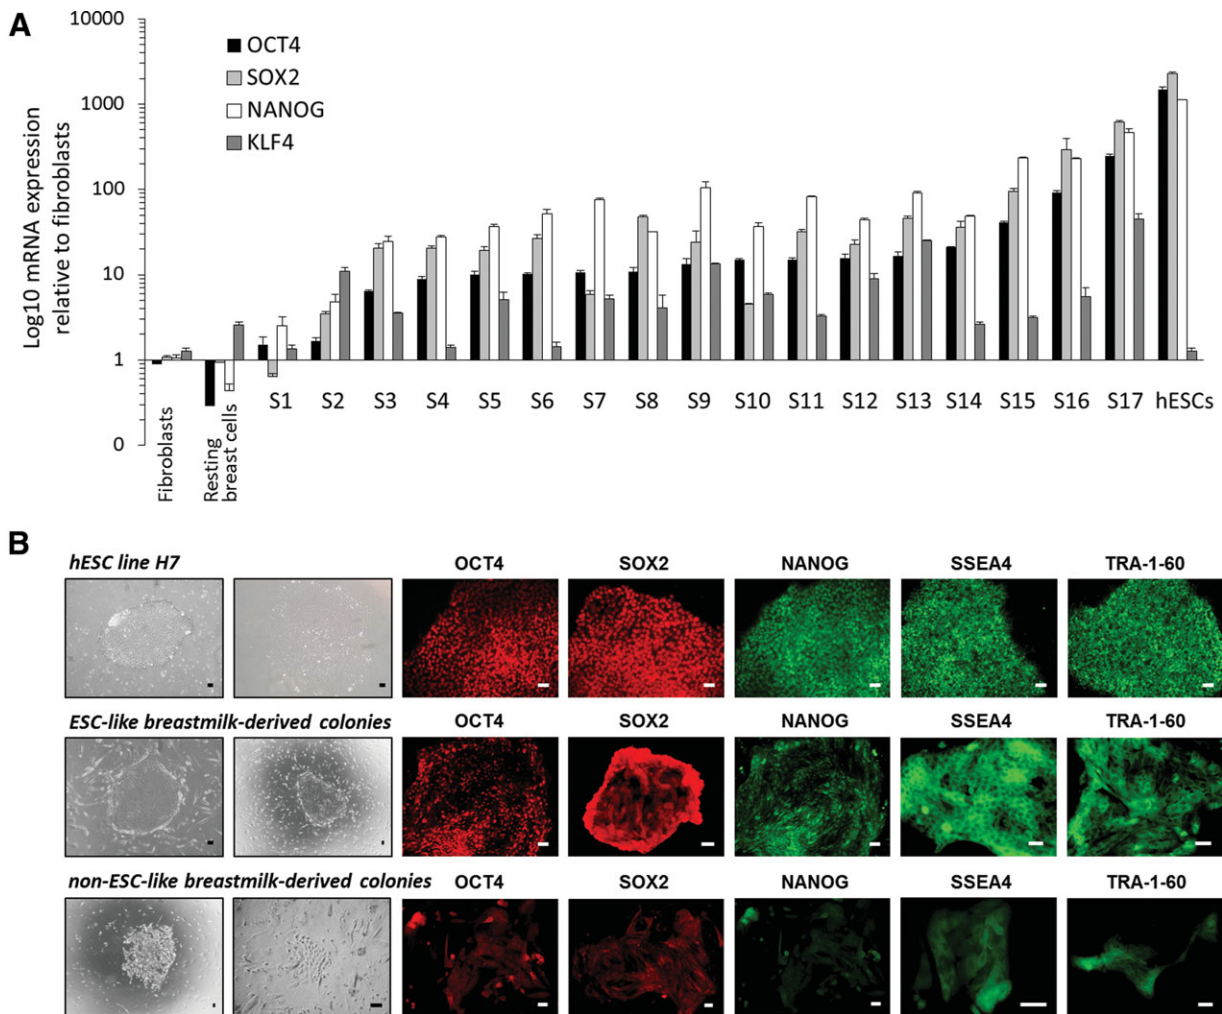 A
10000
1000
100
10
1
0
Log10 mRNA expression
relative to fibroblasts
OCT4
SOX2
NANOG
KLF4
Fibroblasts
Resting
breast cells
S1 S2 S3 S4 S5 S6 S7 S8 S9 S10 S11 S12 S13 S14 S15 S16 S17 hESCs
B
hESC line H7
OCT4 SOX2 NANOG SSEA4 TRA-1-60
ESC-like breastmilk-derived colonies
OCT4 SOX2 NANOG SSEA4 TRA-1-60
non-ESC-like breastmilk-derived colonies
OCT4 SOX2 NANOG SSEA4 TRA-1-60